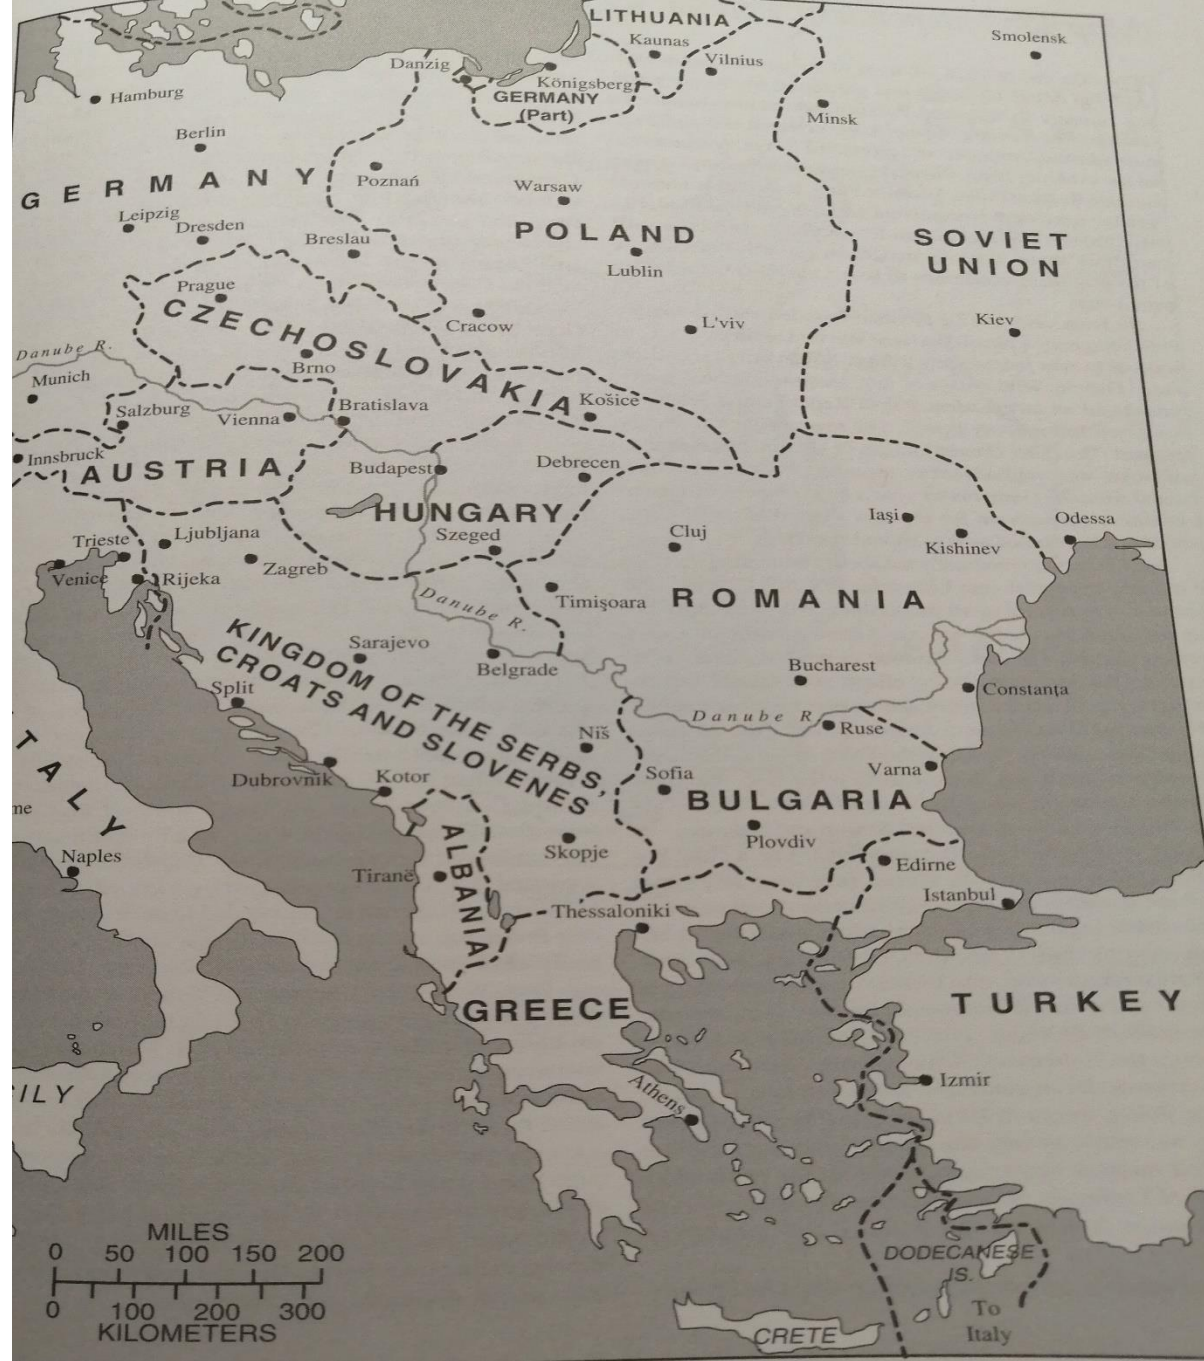 LITHUANIA
Kaunas
Smolensk
Danzig
Vilnius
Königsberg
Hamburg
GERMANY
(Part)
Minsk
Berlin
GERMANY
Poznań
Warsaw
Leipzig
Dresden
Breslau
POLAND
SOVIET
UNION
Lublin
Prague
CZECHOSLOVAKIA
Cracow
L'viv
Kiev
Danube R.
Munich
Brno
Salzburg
Vienna
Bratislava
Košice
Innsbruck
AUSTRIA
Budapest
Debrecen
HUNGARY
Iaşi
Odessa
Trieste
Ljubljana
Szeged
Cluj
Kishinev
Venice
Rijeka
Zagreb
Danube R.
Timişoara
ROMANIA
KINGDOM OF THE SERBS,
CROATS AND SLOVENES
Sarajevo
Belgrade
Bucharest
Split
Constanţa
Danube R
Ruse
Niš
ITALY
Dubrovnik
Kotor
Sofia
Varna
BULGARIA
me
ALBANIA
Naples
Skopje
Plovdiv
Tiranë
Edirne
Thessaloniki
Istanbul
GREECE
TURKEY
ILY
Athens
Izmir
MILES
0 50 100 150 200
0 100 200 300
KILOMETERS
DODECANESE
IS.
To
Italy
CRETE